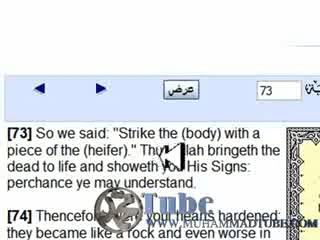 عرض
73
[73] So we said: "Strike the (body) with a
piece of the (heifer)." Thus Allah bringeth the
dead to life and showeth you His Signs:
perchance ye may understand.
[74] Thenceforth were your hearts hardened:
they became like a rock and even worse in
Tube
WWW.MUHAMMADTUBE.COM